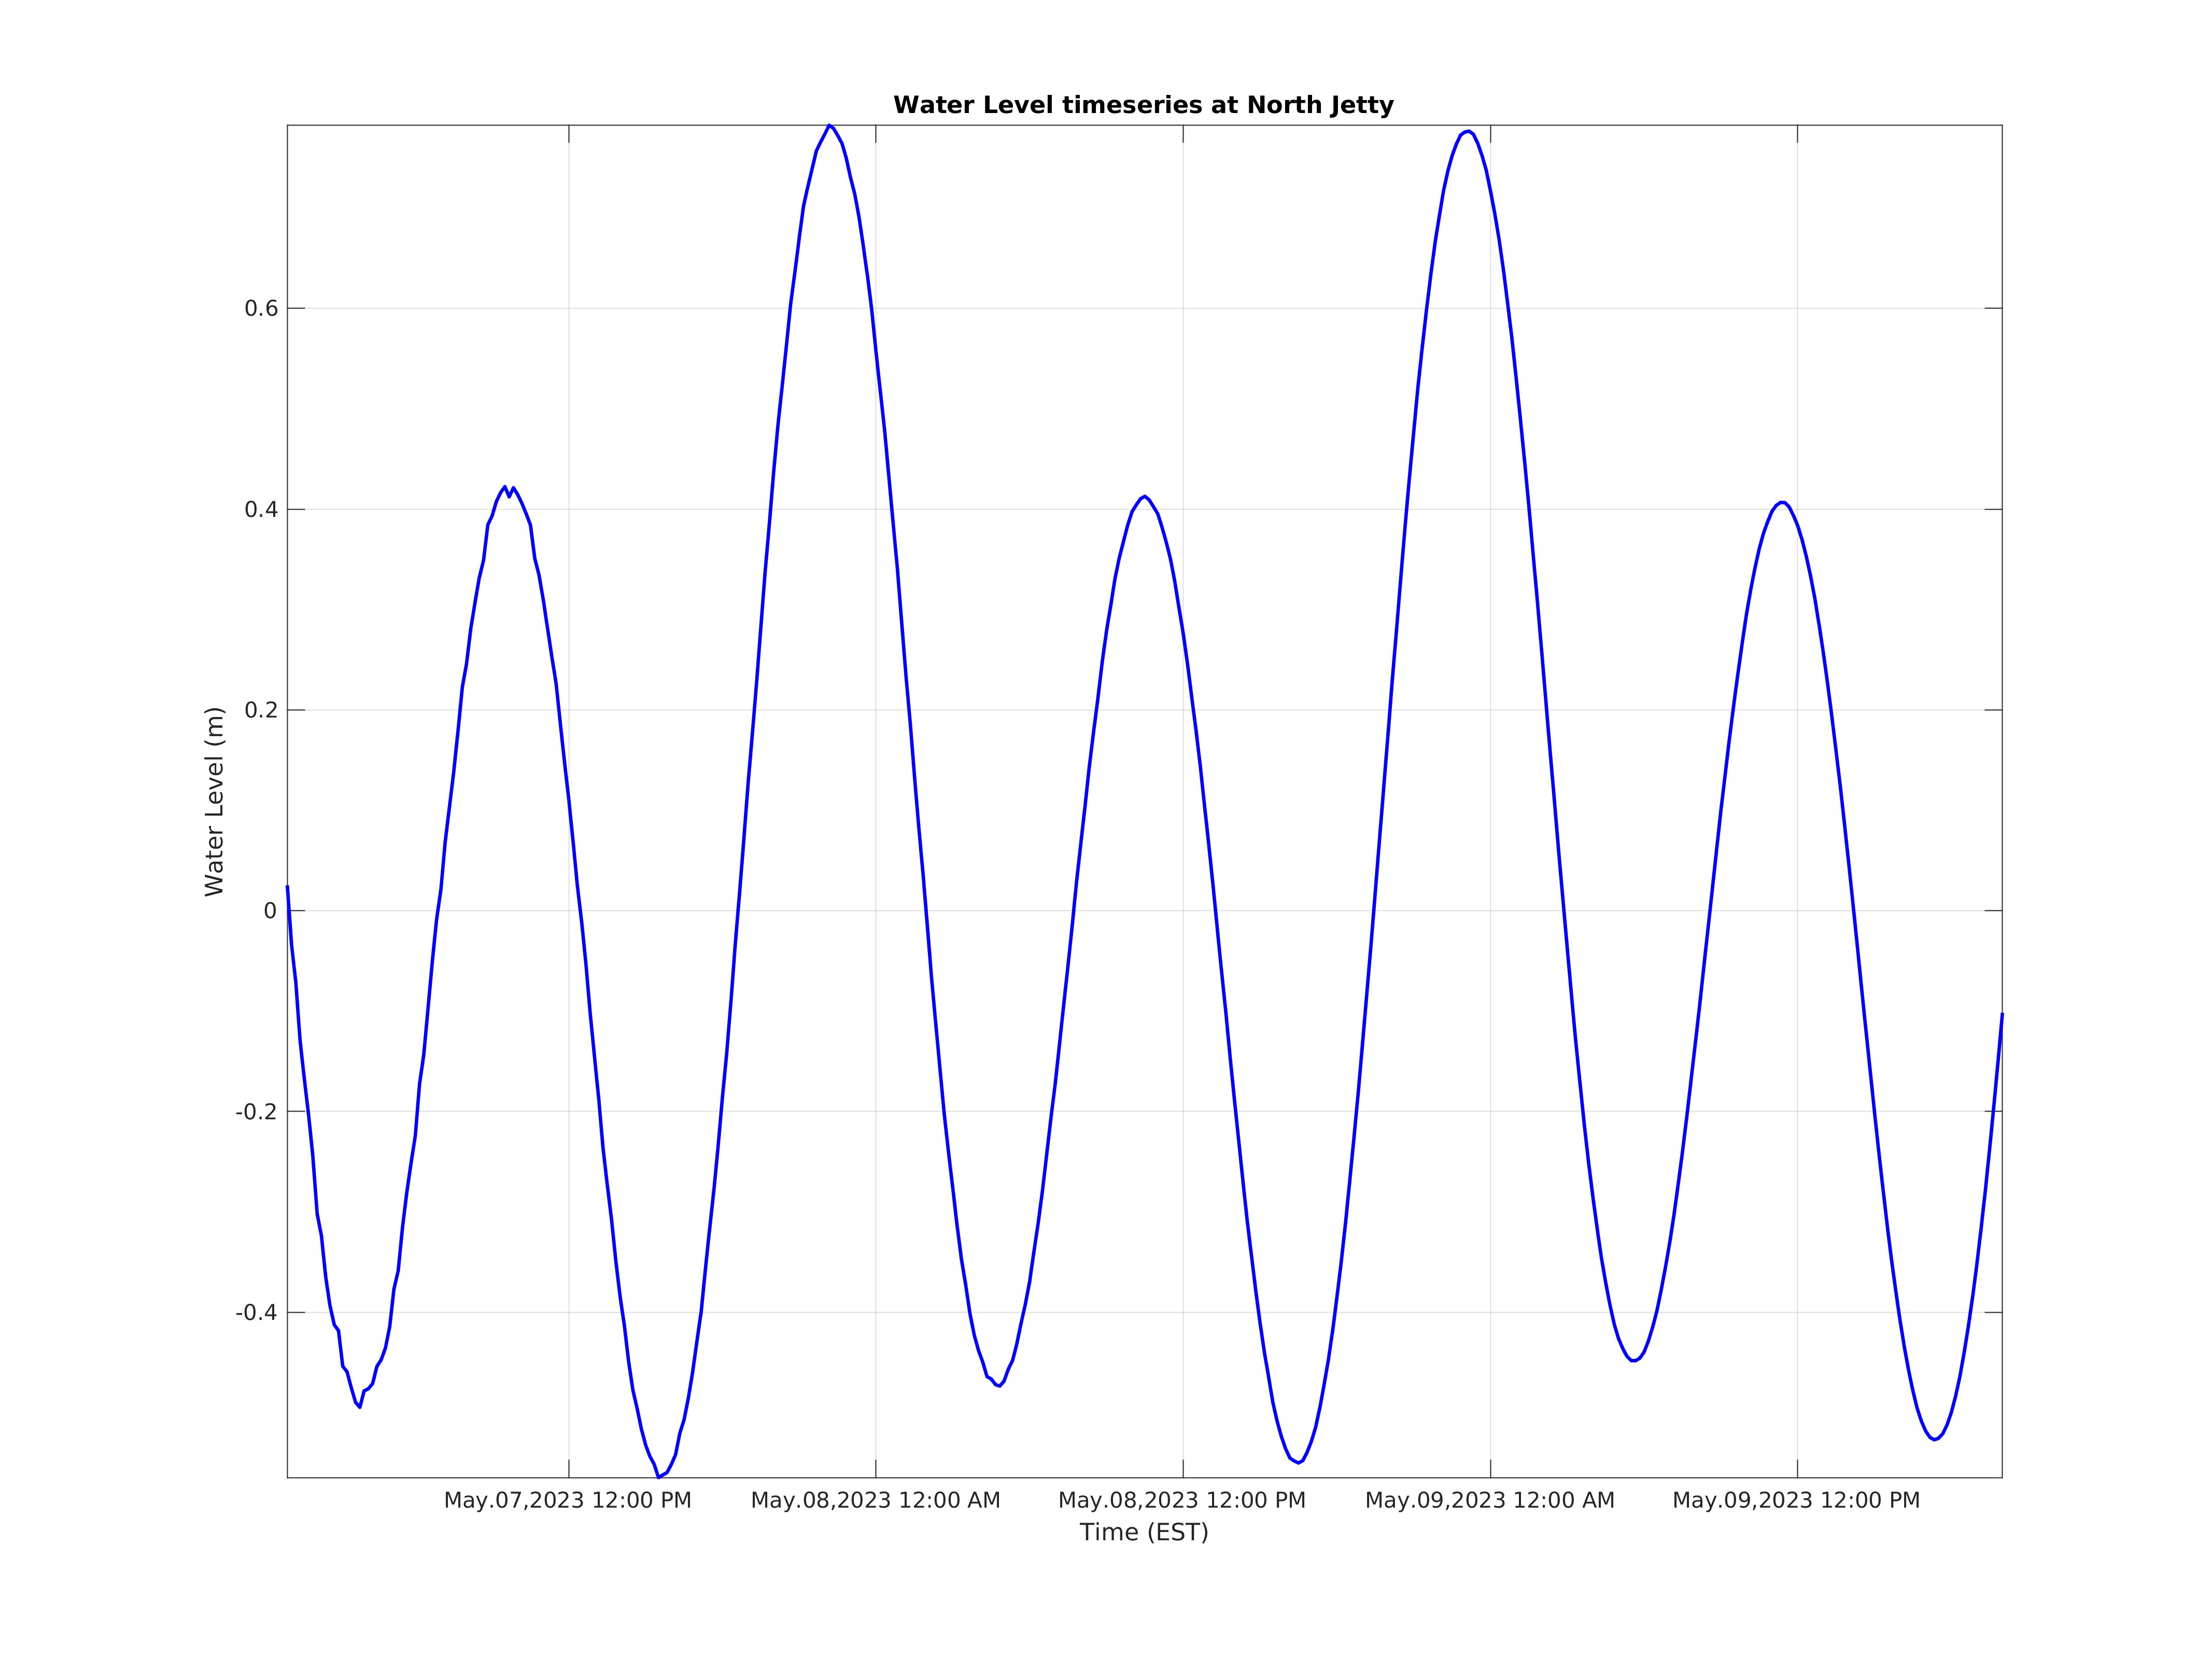 Water Level timeseries at North Jetty
Water Level (m)
0.6
0.4
0.2
0
-0.2
-0.4
May.07,2023 12:00 PM
May.08,2023 12:00 AM
May.08,2023 12:00 PM
May.09,2023 12:00 AM
May.09,2023 12:00 PM
Time (EST)